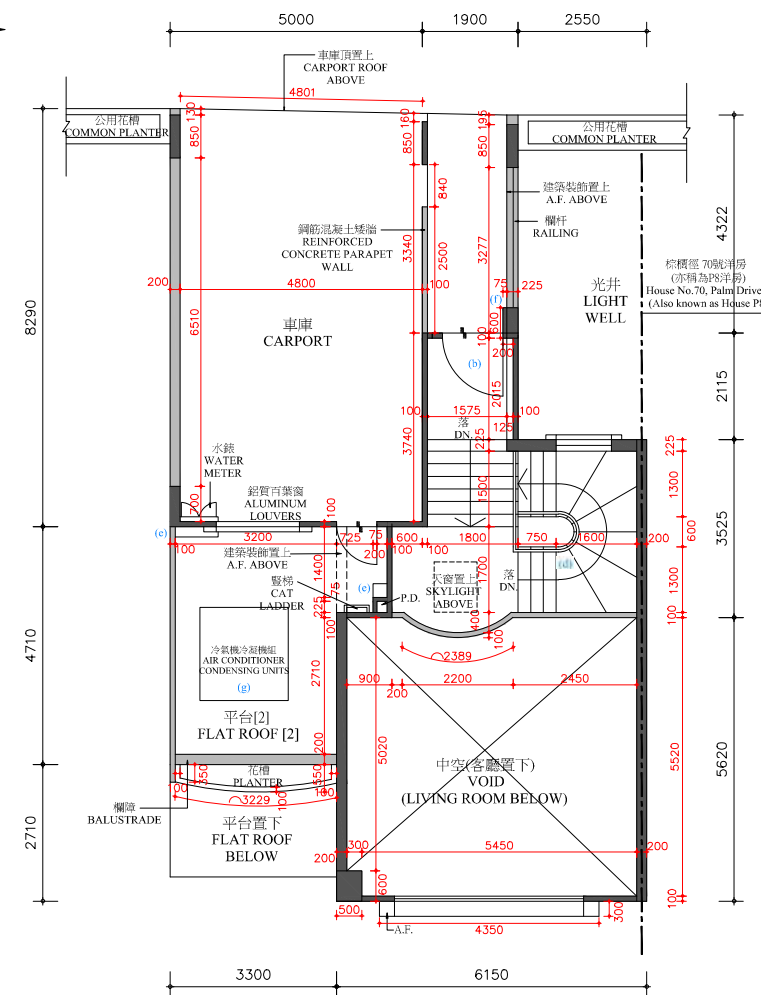 5000
1900
2550
車庫頂置上
CARPORT ROOF
ABOVE
4801
130
160
195
公用花槽
COMMON PLANTER
公用花槽
COMMON PLANTER
850
850
850
840
建築裝飾置上
A.F. ABOVE
欄杆
RAILING
4322
鋼筋混凝土矮牆
REINFORCED
CONCRETE PARAPET
WALL
3340
2500
3277
棕櫚徑 70號洋房
(亦稱為P8洋房)
House No.70, Palm Drive
(Also known as House P8
200
4800
100
75
225
(f)
光井
LIGHT
WELL
8290
6510
車庫
CARPORT
600
100
200
(b)
2015
2115
100
1575
100
125
3740
落
DN.
225
225
水錶
WATER
METER
鋁質百葉窗
ALUMINUM
LOUVERS
700
100
1500
1300
600
3525
(c)
100
3200
725
75
200
100
600
100
1800
750
1600
200
建築裝飾置上
A.F. ABOVE
1400
(d)
1700
1300
天窗置上
SKYLIGHT
ABOVE
落
DN.
豎梯
CAT
LADDER
(e)
75
225
P.D.
100
100
400
100
冷氣機冷凝機組
AIR CONDITIONER
CONDENSING UNITS
(g)
2389
4710
2710
900
200
2200
2450
平台[2]
FLAT ROOF [2]
200
5020
5520
5620
中空(客廳置下)
VOID
(LIVING ROOM BELOW)
花槽
PLANTER
350
350
100
100
100
3229
欄障
BALUSTRADE
平台置下
FLAT ROOF
BELOW
2710
200
300
5450
200
600
100
500
A.F.
4350
300
3300
6150